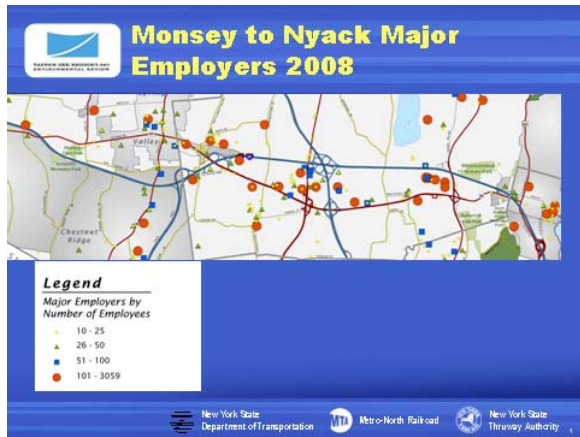 TAPPAN ZEE BRIDGE/I-287
ENVIRONMENTAL REVIEW
Monsey to Nyack Major
Employers 2008
Valley
Chestnut
Ridge
Legend
Major Employers by
Number of Employees
10 - 25
26 - 50
51 - 100
101 - 3059
New York State
Department of Transportation
MTA
Metro-North Railroad
New York State
Thruway Authority
1